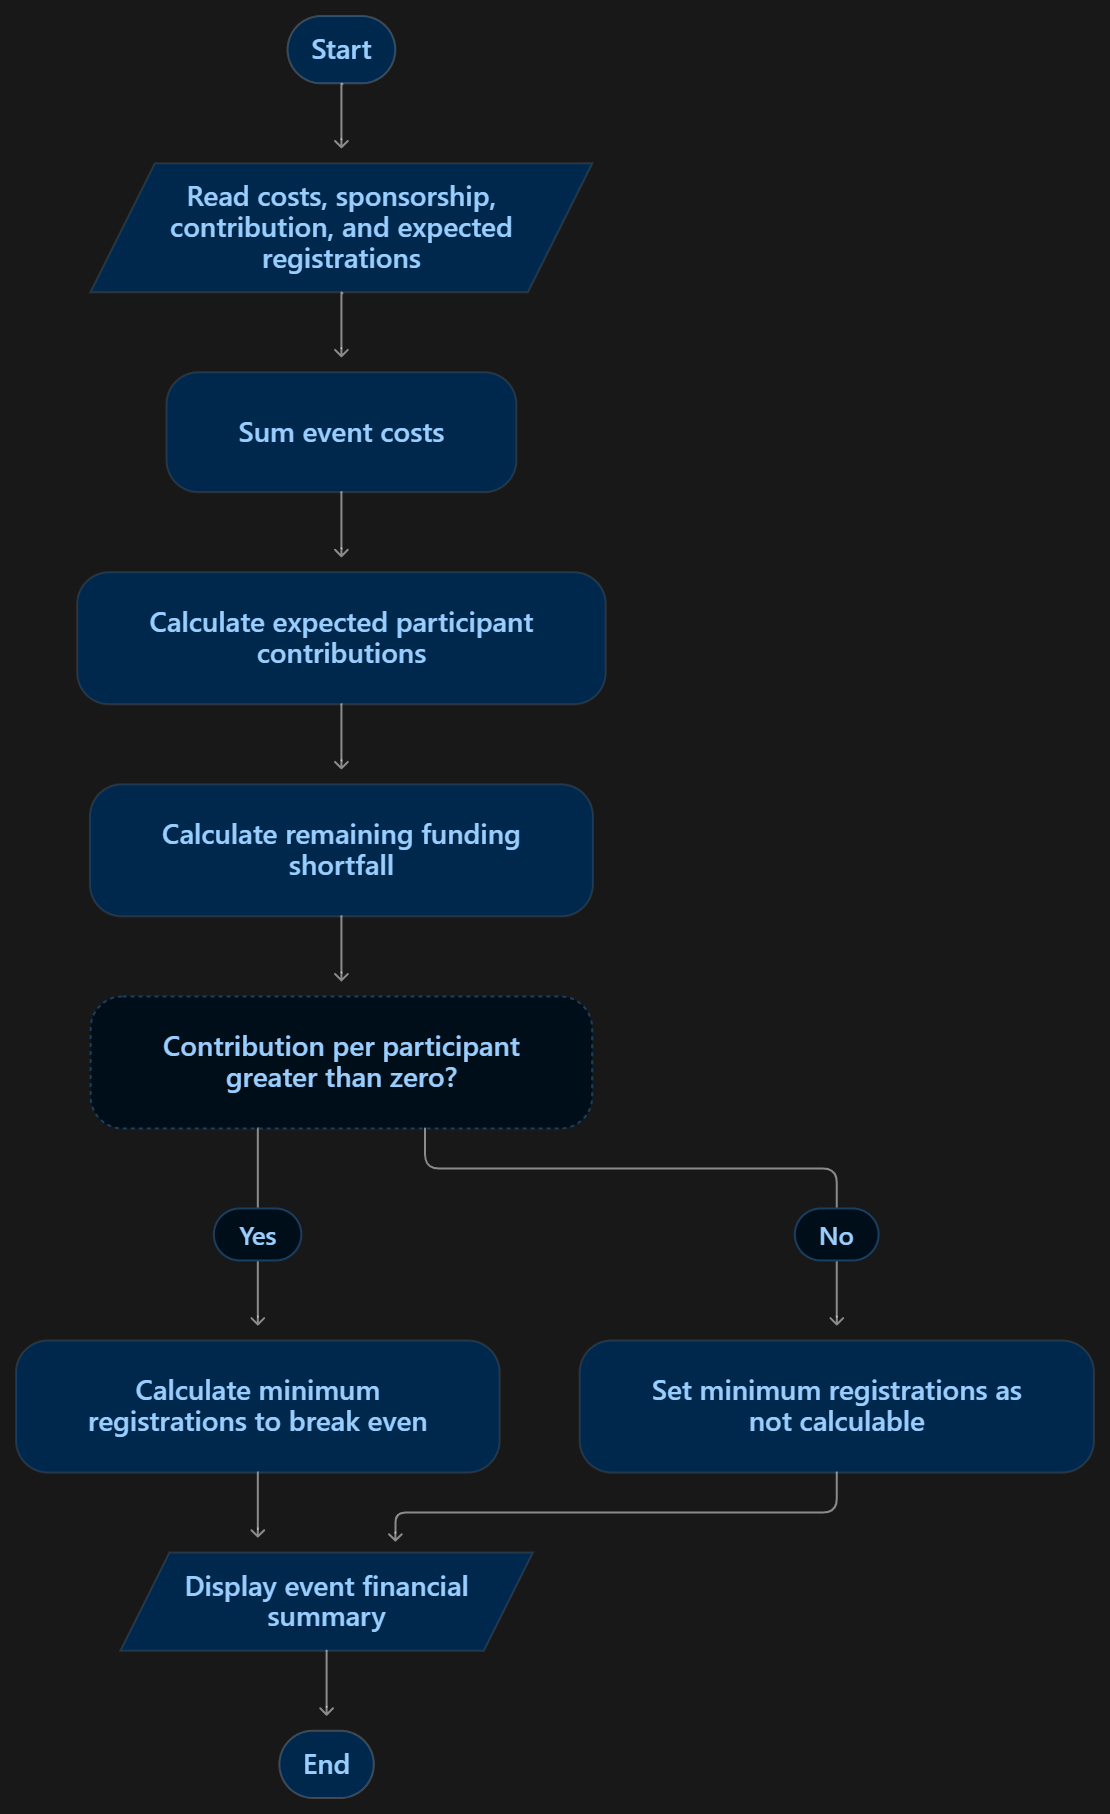 Start
Read costs, sponsorship,
contribution, and expected
registrations
Sum event costs
Calculate expected participant
contributions
Calculate remaining funding
shortfall
Contribution per participant
greater than zero?
Yes
No
Calculate minimum
registrations to break even
Set minimum registrations as
not calculable
Display event financial
summary
End